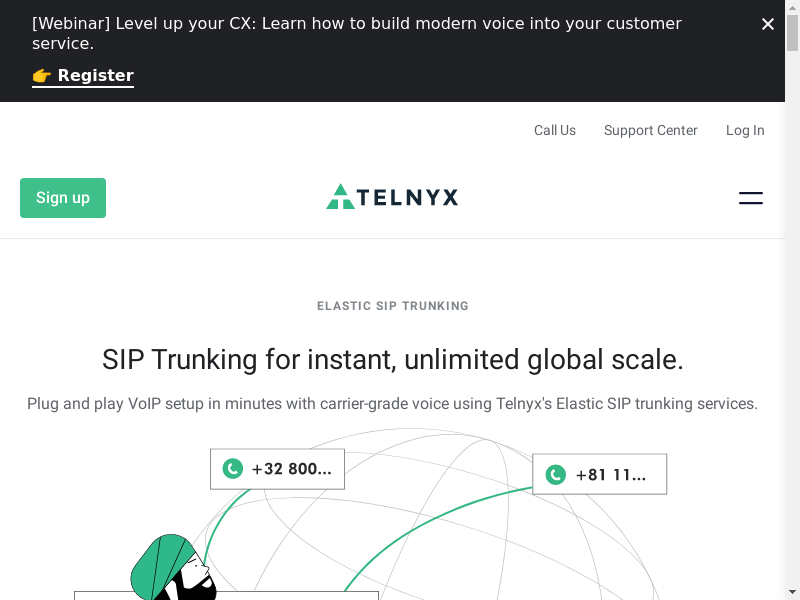 [Webinar] Level up your CX: Learn how to build modern voice into your customer
service.
👉 Register
Call Us Support Center Log In
Sign up
TELNYX
ELASTIC SIP TRUNKING
SIP Trunking for instant, unlimited global scale.
Plug and play VoIP setup in minutes with carrier-grade voice using Telnyx's Elastic SIP trunking services.
+32 800...
+81 11...